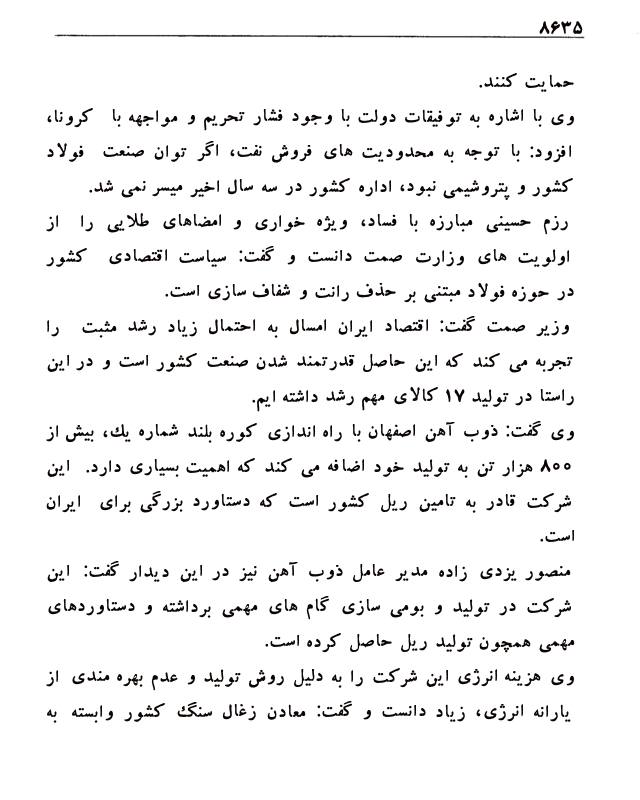 ۸۶۳۵
حمایت کنند.
وی با اشاره به توفیقات دولت با وجود فشار تحریم و مواجهه با کرونا،
افزود: با توجه به محدودیت های فروش نفت، اگر توان صنعت فولاد
کشور و پتروشیمی نبود، اداره کشور در سه سال اخیر میسر نمی شد.
رزم حسینی مبارزه با فساد، ویژه خواری و امضاهای طلایی را از
اولویت های وزارت صمت دانست و گفت: سیاست اقتصادی کشور
در حوزه فولاد مبتنی بر حذف رانت و شفاف سازی است.
وزیر صمت گفت: اقتصاد ایران امسال به احتمال زیاد رشد مثبت را
تجربه می کند که این حاصل قدرتمند شدن صنعت کشور است و در این
راستا در تولید ۱۷ کالای مهم رشد داشته ایم.
وی گفت: ذوب آهن اصفهان با راه اندازی کوره بلند شماره یك، بیش از
۸۰۰ هزار تن به تولید خود اضافه می کند که اهمیت بسیاری دارد. این
شرکت قادر به تامین ریل کشور است که دستاورد بزرگی برای ایران
است.
منصور یزدی زاده مدیر عامل ذوب آهن نیز در این دیدار گفت: این
شرکت در تولید و بومی سازی گام های مهمی برداشته و دستاوردهای
مهمی همچون تولید ریل حاصل کرده است.
وی هزینه انرژی این شرکت را به دلیل روش تولید و عدم بهره مندی از
یارانه انرژی، زیاد دانست و گفت: معادن زغال سنگ کشور وابسته به